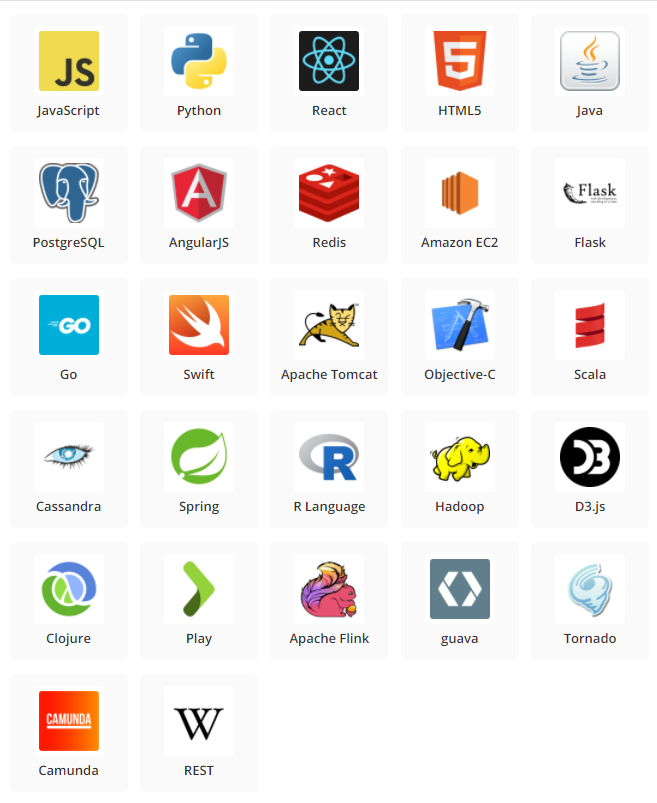 JS
JavaScript
Python
React
5
HTML5
Java
PostgreSQL
A
AngularJS
Redis
Amazon EC2
Flask
Flask
GO
Go
Swift
Apache Tomcat
Objective-C
Scala
Cassandra
Spring
R
R Language
Hadoop
D3
D3.js
Clojure
Play
Apache Flink
guava
Tornado
CAMUNDA
Camunda
W
REST